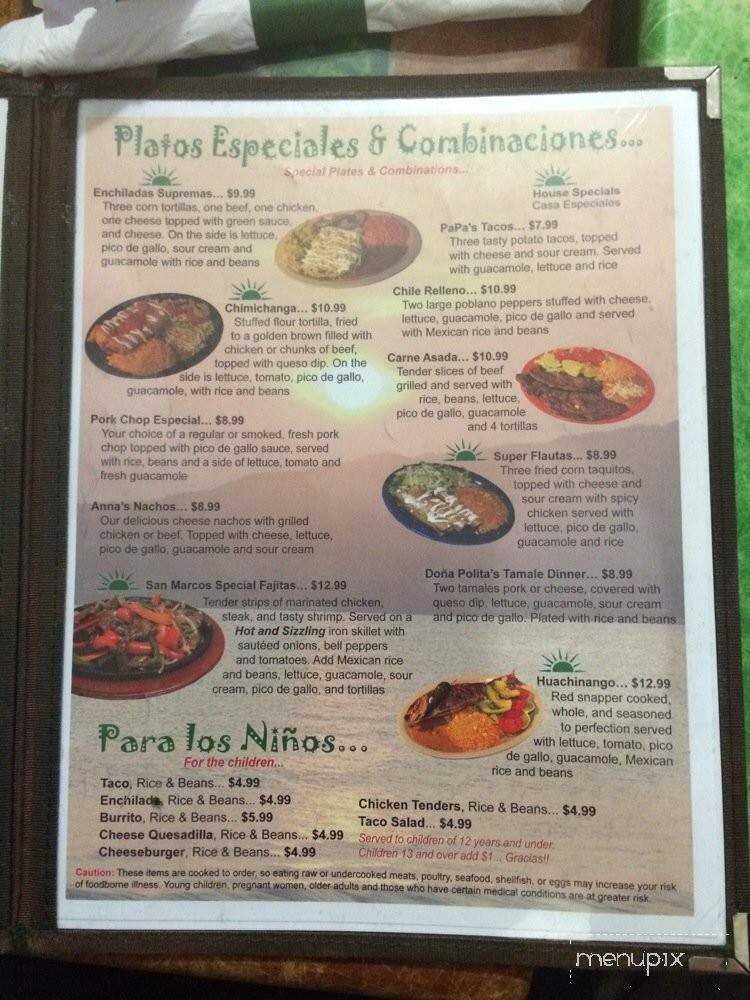 Platos Especiales & Combinaciones...
Special Plates & Combinations...
Enchiladas Supremas... $9.99
Three corn tortillas, one beef, one chicken,
one cheese topped with green sauce,
and cheese. On the side is lettuce,
pico de gallo, sour cream and
guacamole with rice and beans
Chimichanga... $10.99
Stuffed flour tortilla, fried
to a golden brown filled with
chicken or chunks of beef,
topped with queso dip. On the
side is lettuce, tomato, pico de gallo,
guacamole, with rice and beans
Pork Chop Especial... $8.99
Your choice of a regular or smoked, fresh pork
chop topped with pico de gallo sauce, served
with rice, beans and a side of lettuce, tomato and
fresh guacamole
Anna's Nachos... $8.99
Our delicious cheese nachos with grilled
chicken or beef. Topped with cheese, lettuce,
pico de gallo, guacamole and sour cream
San Marcos Special Fajitas... $12.99
Tender strips of marinated chicken,
steak, and tasty shrimp. Served on a
Hot and Sizzling iron skillet with
sautéed onions, bell peppers
and tomatoes. Add Mexican rice
and beans, lettuce, guacamole, sour
cream, pico de gallo, and tortillas
House Specials
Casa Especiales
PaPa's Tacos... $7.99
Three tasty potato tacos, topped
with cheese and sour cream. Served
with guacamole, lettuce and rice
Chile Relleno... $10.99
Two large poblano peppers stuffed with cheese,
lettuce, guacamole, pico de gallo and served
with Mexican rice and beans
Carne Asada... $10.99
Tender slices of beef
grilled and served with
rice, beans, lettuce,
pico de gallo, guacamole
and 4 tortillas
Super Flautas... $8.99
Three fried corn taquitos,
topped with cheese and
sour cream with spicy
chicken served with
lettuce, pico de gallo,
guacamole and rice
Doña Polita's Tamale Dinner... $8.99
Two tamales pork or cheese, covered with
queso dip, lettuce, guacamole, sour cream
and pico de gallo. Plated with rice and beans
Huachinango... $12.99
Red snapper cooked,
whole, and seasoned
to perfection served
with lettuce, tomato, pico
de gallo, guacamole, Mexican
rice and beans
Para los Niños...
For the children...
Taco, Rice & Beans... $4.99
Enchilada, Rice & Beans... $4.99
Burrito, Rice & Beans... $5.99
Cheese Quesadilla, Rice & Beans... $4.99
Cheeseburger, Rice & Beans... $4.99
Chicken Tenders, Rice & Beans... $4.99
Taco Salad... $4.99
Served to children of 12 years and under.
Children 13 and over add $1... Gracias!!
Caution: These items are cooked to order, so eating raw or undercooked meats, poultry, seafood, shellfish, or eggs may increase your risk
of foodborne illness. Young children, pregnant women, older adults and those who have certain medical conditions are at greater risk.
menupix